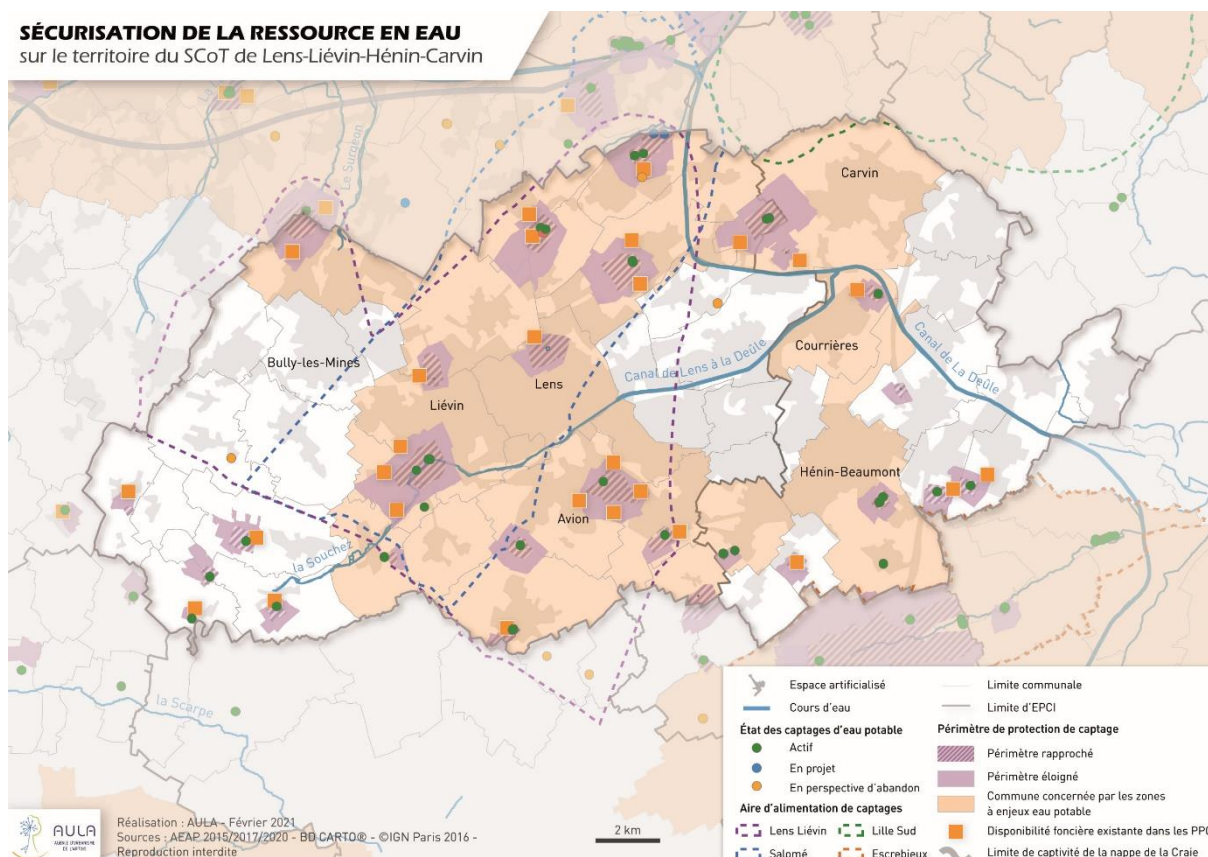 SÉCURISATION DE LA RESSOURCE EN EAU
sur le territoire du SCoT de Lens-Liévin-Hénin-Carvin
Le Surgeon
Carvin
Bully-les-Mines
Lens
Liévin
Canal de Lens à la Deûle
Courrières
Canal de La Deûle
Hénin-Beaumont
Avion
la Souchez
la Scarpe
Espace artificialisé
Cours d'eau
État des captages d'eau potable
Actif
En projet
En perspective d'abandon
Aire d'alimentation de captages
Lens Liévin
Lille Sud
Salomé
Escrebieux
Limite communale
Limite d'EPCI
Périmètre de protection de captage
Périmètre rapproché
Périmètre éloigné
Commune concernée par les zones
à enjeux eau potable
Disponibilité foncière existante dans les PPC
Limite de captivité de la nappe de la Craie
2 km
AULA
AGENCE D'URBANISME
DE L'ARTOIS
Réalisation : AULA - Février 2021
Sources : AEAP 2015/2017/2020 - BD CARTO® - ©IGN Paris 2016 -
Reproduction interdite